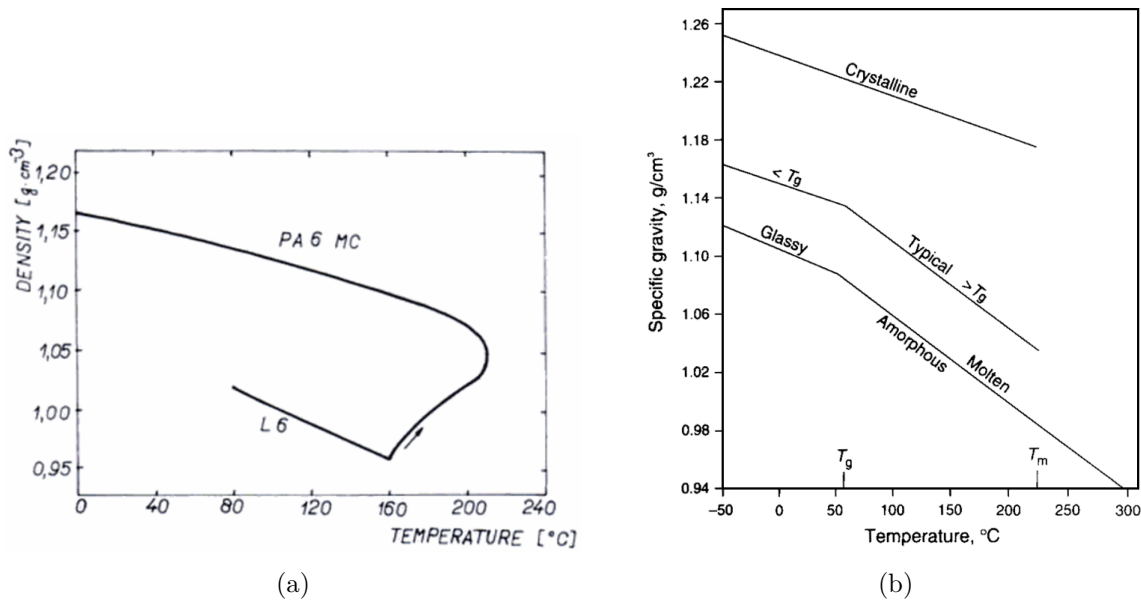 DENSITY [g.cm-3]
1,20
1,15
1,10
1,05
1,00
0,95
PA 6 MC
L 6
0
40
80
120
160
200
240
TEMPERATURE [°C]
(a)
Specific gravity, g/cm³
1.26
1.22
1.18
1.14
1.10
1.06
1.02
0.98
0.94
Crystalline
< Tg
Glassy
Typical
> Tg
Amorphous
Molten
Tg
Tm
−50
0
50
100
150
200
250
300
Temperature, °C
(b)